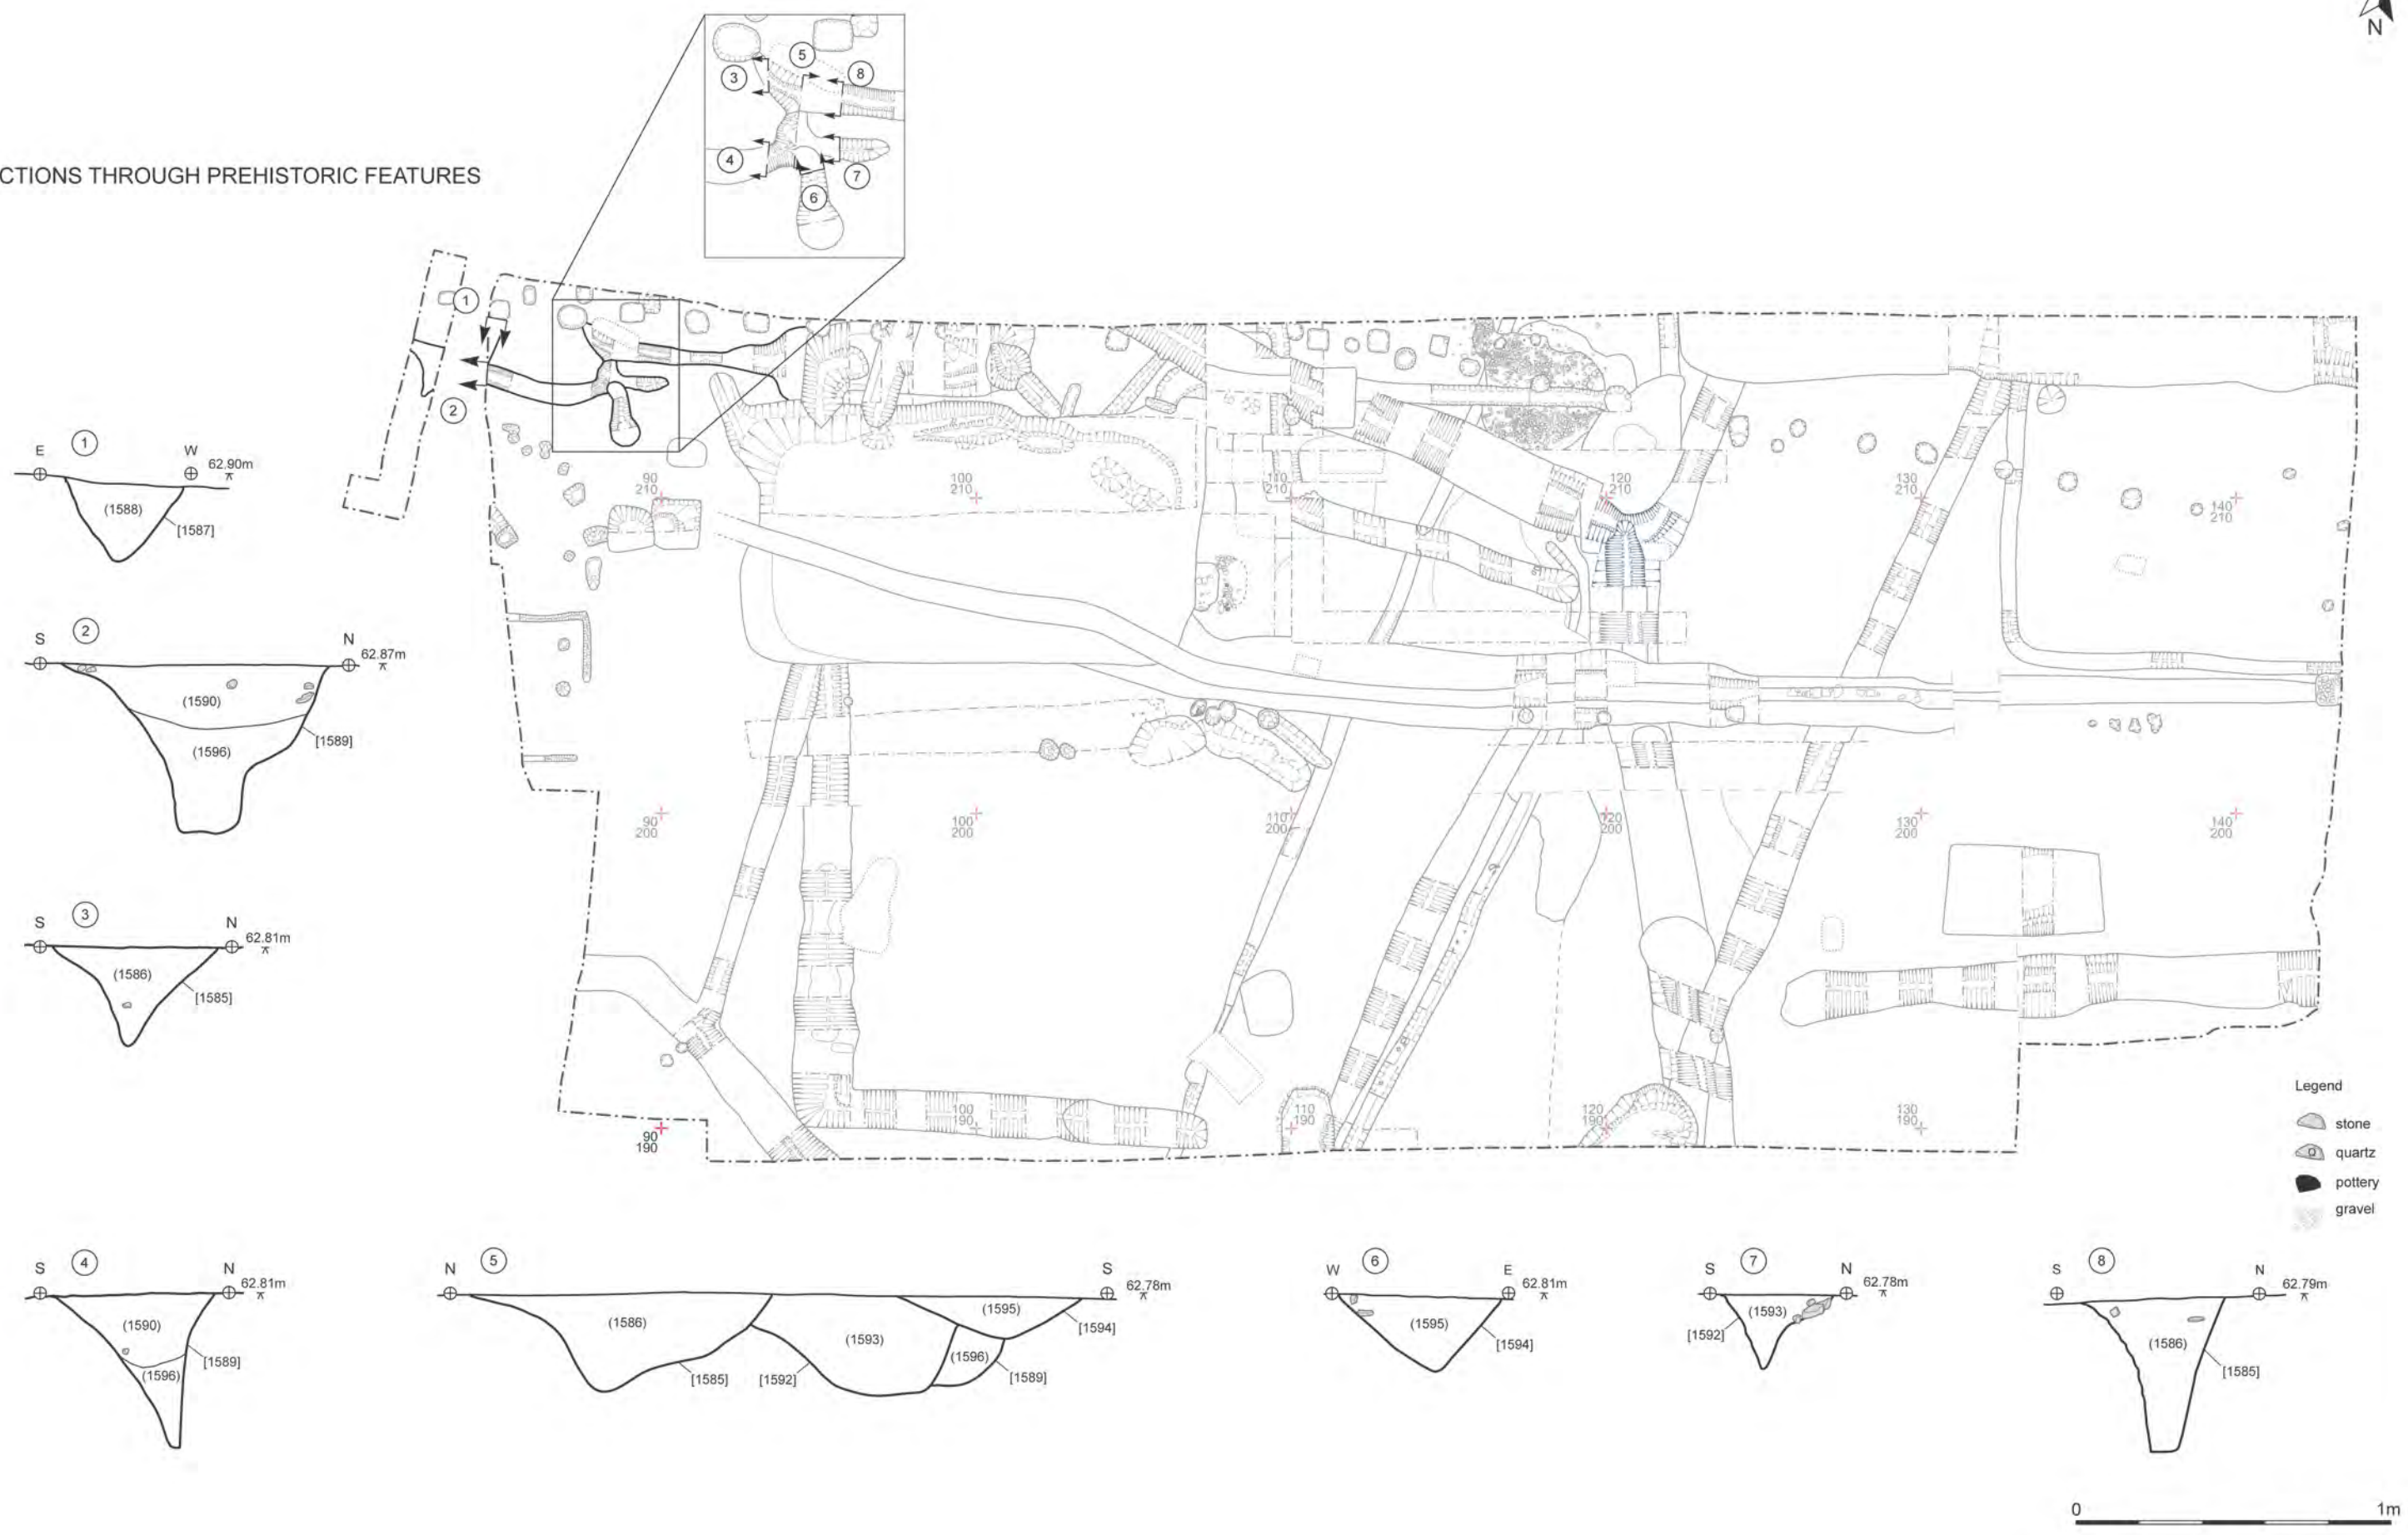 N
CTIONS THROUGH PREHISTORIC FEATURES
3
5
8
4
7
6
1
2
E 1 W
62.90m
(1588)
[1587]
S 2 N
62.87m
(1590)
(1596)
[1589]
S 3 N
62.81m
(1586)
[1585]
90
210
100
210
110
210
120
210
130
210
140
210
90
200
100
200
110
200
120
200
130
200
140
200
90
190
100
190
110
190
120
190
130
190
Legend
stone
quartz
pottery
gravel
S 4 N
62.81m
(1590)
(1596)
[1589]
N 5 S
62.78m
(1586)
(1593)
(1595)
(1596)
[1585]
[1592]
[1594]
[1589]
W 6 E
62.81m
(1595)
[1594]
S 7 N
62.78m
(1593)
[1592]
S 8 N
62.79m
(1586)
[1585]
0 1m